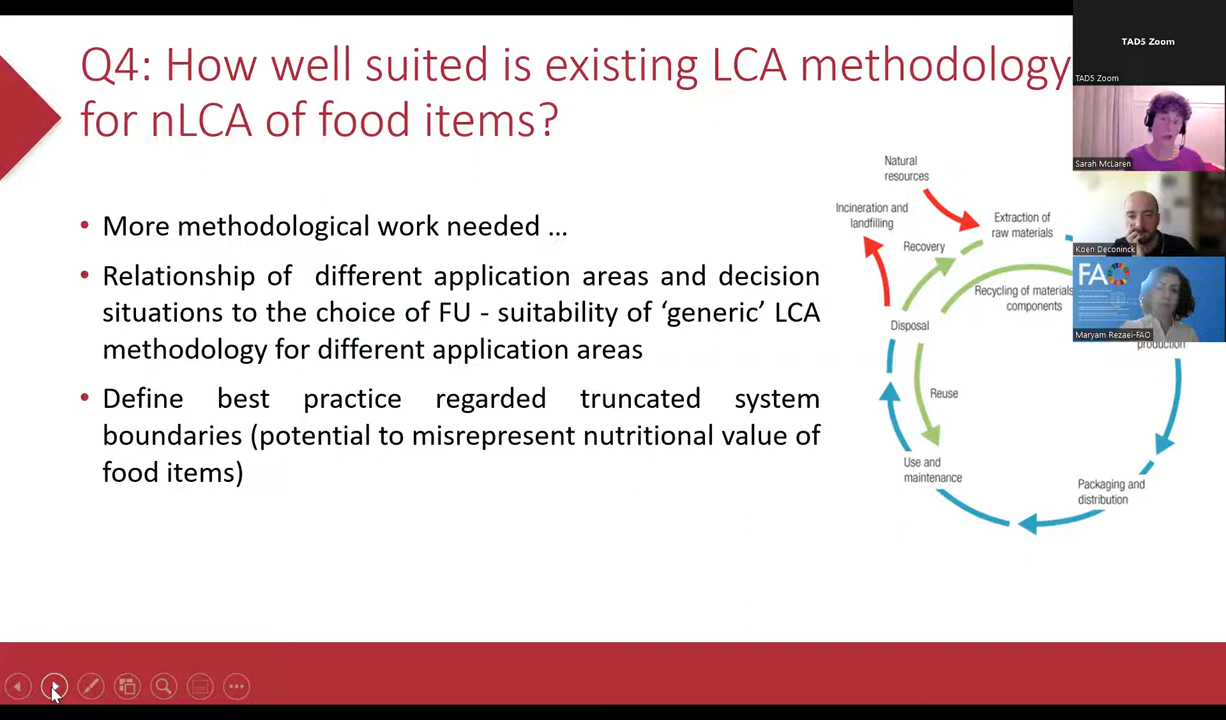 Q4: How well suited is existing LCA methodology
for nLCA of food items?
• More methodological work needed ...
• Relationship of different application areas and decision
situations to the choice of FU - suitability of ‘generic’ LCA
methodology for different application areas
• Define best practice regarded truncated system
boundaries (potential to misrepresent nutritional value of
food items)
Natural
resources
Incineration and
landfilling
Extraction of
raw materials
Recovery
Recycling of materials
components
Disposal
production
Reuse
Use and
maintenance
Packaging and
distribution
TAD5 Zoom
TAD5 Zoom
Sarah McLaren
Koen Deconinck
FAO
Maryam Rezaei-FAO